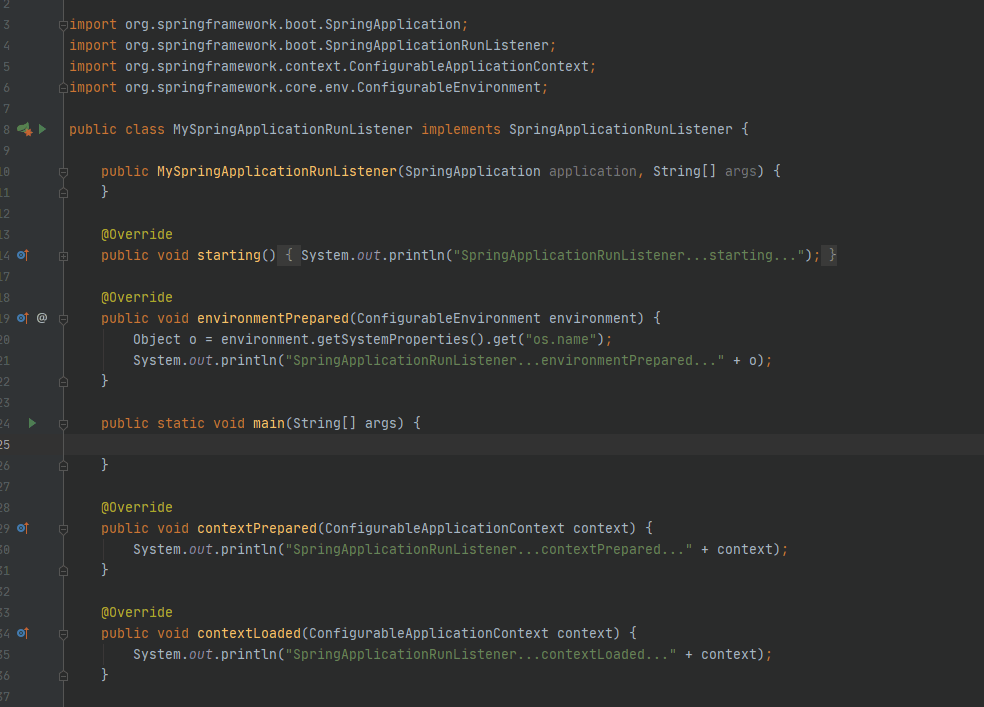 2
3 import org.springframework.boot.SpringApplication;
4 import org.springframework.boot.SpringApplicationRunListener;
5 import org.springframework.context.ConfigurableApplicationContext;
6 import org.springframework.core.env.ConfigurableEnvironment;
7
8 public class MySpringApplicationRunListener implements SpringApplicationRunListener {
9
10 public MySpringApplicationRunListener(SpringApplication application, String[] args) {
11 }
12
13 @Override
14 public void starting() { System.out.println("SpringApplicationRunListener...starting..."); }
17
18 @Override
19 @ public void environmentPrepared(ConfigurableEnvironment environment) {
20 Object o = environment.getSystemProperties().get("os.name");
21 System.out.println("SpringApplicationRunListener...environmentPrepared..." + o);
22 }
23
24 public static void main(String[] args) {
25
26 }
27
28 @Override
29 public void contextPrepared(ConfigurableApplicationContext context) {
30 System.out.println("SpringApplicationRunListener...contextPrepared..." + context);
31 }
32
33 @Override
34 public void contextLoaded(ConfigurableApplicationContext context) {
35 System.out.println("SpringApplicationRunListener...contextLoaded..." + context);
36 }
37